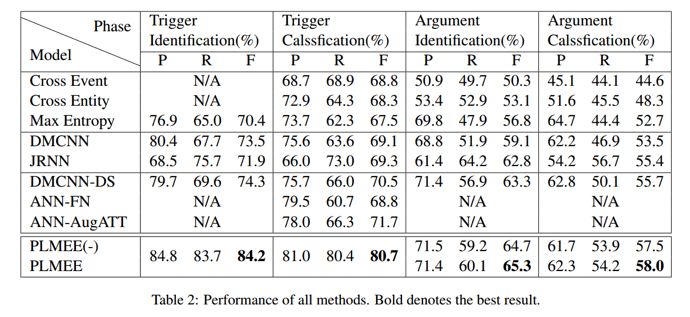 Phase Trigger Trigger Argument Argument
Identification(%) Calssfication(%) Identification(%) Calssfication(%)
Model P R F P R F P R F P R F
Cross Event N/A 68.7 68.9 68.8 50.9 49.7 50.3 45.1 44.1 44.6
Cross Entity N/A 72.9 64.3 68.3 53.4 52.9 53.1 51.6 45.5 48.3
Max Entropy 76.9 65.0 70.4 73.7 62.3 67.5 69.8 47.9 56.8 64.7 44.4 52.7
DMCNN 80.4 67.7 73.5 75.6 63.6 69.1 68.8 51.9 59.1 62.2 46.9 53.5
JRNN 68.5 75.7 71.9 66.0 73.0 69.3 61.4 64.2 62.8 54.2 56.7 55.4
DMCNN-DS 79.7 69.6 74.3 75.7 66.0 70.5 71.4 56.9 63.3 62.8 50.1 55.7
ANN-FN N/A 79.5 60.7 68.8 N/A N/A
ANN-AugATT N/A 78.0 66.3 71.7 N/A N/A
PLMEE(-) 84.8 83.7 84.2 81.0 80.4 80.7 71.5 59.2 64.7 61.7 53.9 57.5
PLMEE 71.4 60.1 65.3 62.3 54.2 58.0
Table 2: Performance of all methods. Bold denotes the best result.